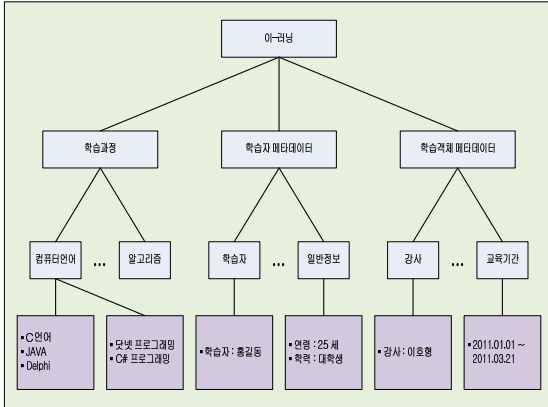 이-러닝
학습과정
학습자 메타데이터
학습객체 메타데이터
컴퓨터언어
...
알고리즘
학습자
...
일반정보
강사
...
교육기간
▪ C언어
▪ JAVA
▪ Delphi
▪ 닷넷 프로그래밍
▪ C# 프로그래밍
▪ 학습자 : 홍길동
▪ 연령 : 25 세
▪ 학력 : 대학생
▪ 강사 : 이호형
▪ 2011.01.01 ~
2011.03.21